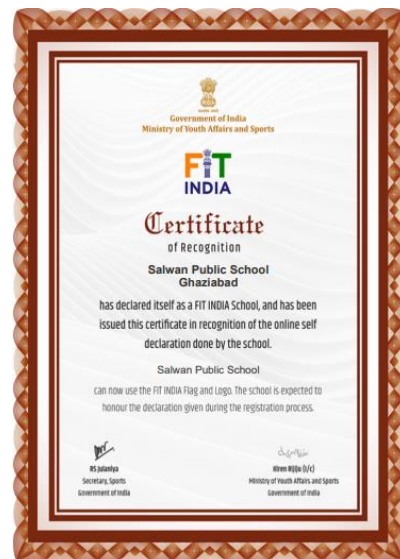 Government of India
Ministry of Youth Affairs and Sports
FIT
INDIA
Certificate
of Recognition
Salwan Public School
Ghaziabad
has declared itself as a FIT INDIA School, and has been
issued this certificate in recognition of the online self
declaration done by the school.
Salwan Public School
can now use the FIT INDIA Flag and Logo. The school is expected to
honour the declaration given during the registration process.
RS Julaniya
Secretary, Sports
Government of India
Kiren Rijiju (I/c)
Ministry of Youth Affairs and Sports
Government of India